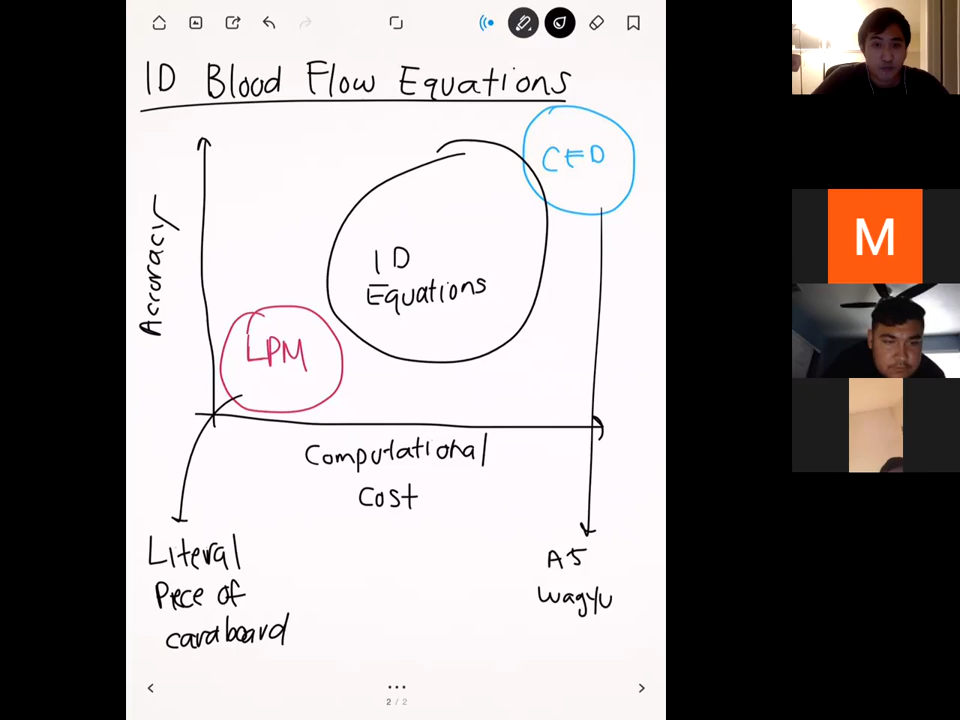 1D Blood Flow Equations
CFD
Accuracy
1D
Equations
LPM
Computational
Cost
Literal
Piece of
cardboard
A5
Wagyu
2 / 2
M